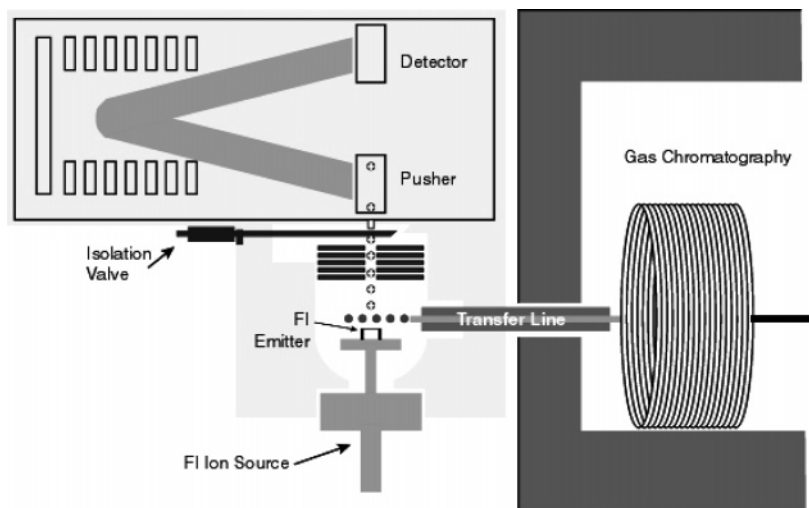 Detector
Gas Chromatography
Pusher
Isolation
Valve
FI
Emitter
Transfer Line
FI Ion Source